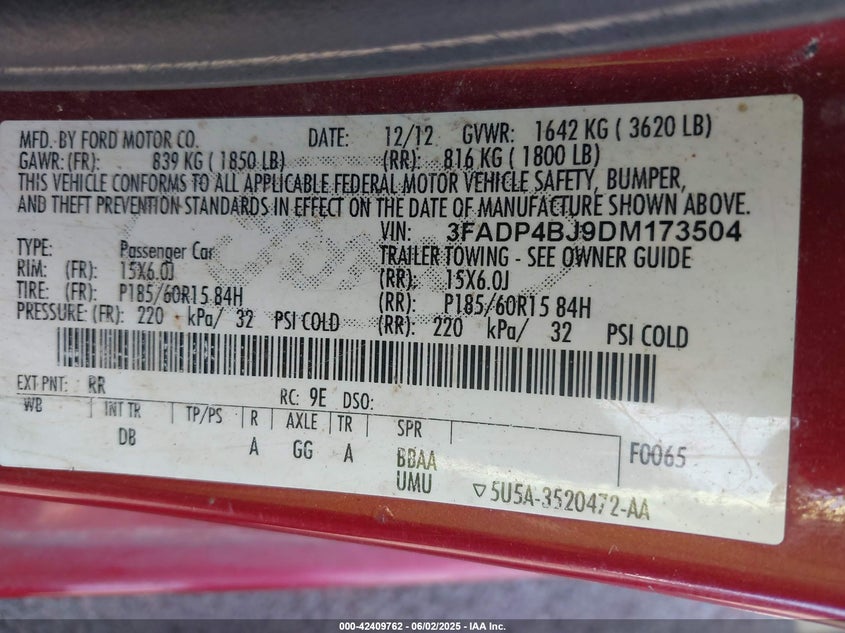 MFD. BY FORD MOTOR CO. DATE: 12/12 GVWR: 1642 KG ( 3620 LB)
GAWR: (FR): 839 KG ( 1850 LB) (RR): 816 KG ( 1800 LB)
THIS VEHICLE CONFORMS TO ALL APPLICABLE FEDERAL MOTOR VEHICLE SAFETY, BUMPER,
AND THEFT PREVENTION STANDARDS IN EFFECT ON THE DATE OF MANUFACTURE SHOWN ABOVE.
VIN: 3FADP4BJ9DM173504
TYPE: Passenger Car TRAILER TOWING - SEE OWNER GUIDE
RIM: (FR): 15X6.0J (RR): 15X6.0J
TIRE: (FR): P185/60R15 84H (RR): P185/60R15 84H
PRESSURE: (FR): 220 kPa/ 32 PSI COLD (RR): 220 kPa/ 32 PSI COLD
EXT PNT: RR RC: 9E DSO:
WB INT TR TP/PS R AXLE TR SPR
DB A GG A BBAA F0065
UMU ▽5U5A-3520472-AA
000-42409762 - 06/02/2025 - IAA Inc.